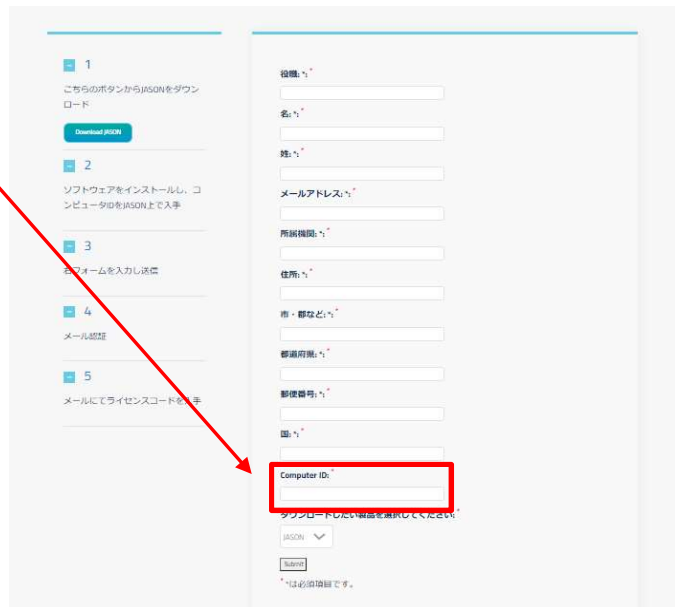 1
こちらのボタンからJASONをダウン
ロード
Download JASON
2
ソフトウェアをインストールし、コ
ンピュータIDをJASON上で入手
3
右フォームを入力し送信
4
メール認証
5
メールにてライセンスコードを入手
役職: *: *
名: *: *
姓: *: *
メールアドレス: *: *
所属機関: *: *
住所: *: *
市・郡など: *: *
都道府県: *: *
郵便番号: *: *
国: *: *
Computer ID: *
ダウンロードしたい製品を選択してください: *
JASON
Submit
* *は必須項目です。